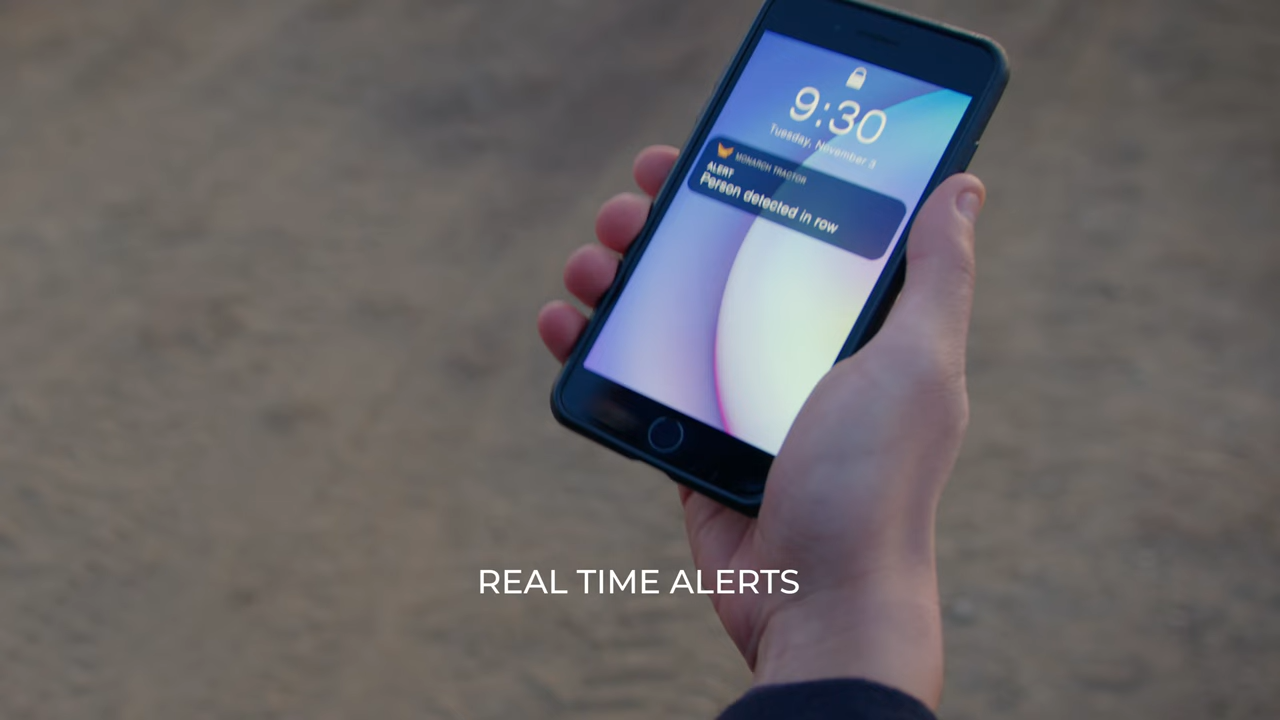 9:30
Tuesday, November 3
MONARCH TRACTOR
ALERT
Person detected in row
REAL TIME ALERTS